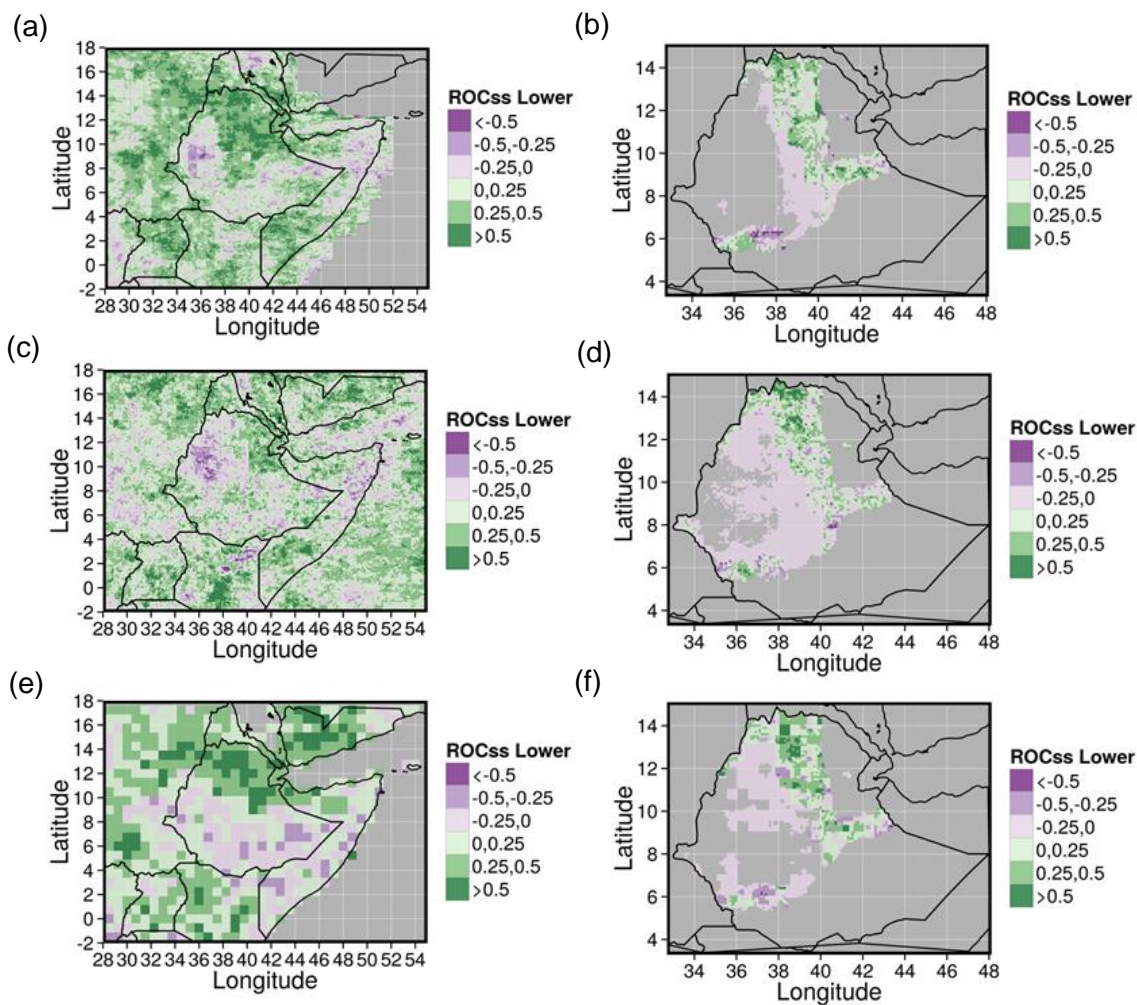 (a)
18
16
14
12
10
8
6
4
2
0
-2
28 30 32 34 36 38 40 42 44 46 48 50 52 54
Longitude
Latitude
ROCss Lower
<-0.5
-0.5,-0.25
-0.25,0
0,0.25
0.25,0.5
>0.5
(b)
14
12
10
8
6
4
34 36 38 40 42 44 46 48
Longitude
Latitude
ROCss Lower
<-0.5
-0.5,-0.25
-0.25,0
0,0.25
0.25,0.5
>0.5
(c)
18
16
14
12
10
8
6
4
2
0
-2
28 30 32 34 36 38 40 42 44 46 48 50 52 54
Longitude
Latitude
ROCss Lower
<-0.5
-0.5,-0.25
-0.25,0
0,0.25
0.25,0.5
>0.5
(d)
14
12
10
8
6
4
34 36 38 40 42 44 46 48
Longitude
Latitude
ROCss Lower
<-0.5
-0.5,-0.25
-0.25,0
0,0.25
0.25,0.5
>0.5
(e)
18
16
14
12
10
8
6
4
2
0
-2
28 30 32 34 36 38 40 42 44 46 48 50 52 54
Longitude
Latitude
ROCss Lower
<-0.5
-0.5,-0.25
-0.25,0
0,0.25
0.25,0.5
>0.5
(f)
14
12
10
8
6
4
34 36 38 40 42 44 46 48
Longitude
Latitude
ROCss Lower
<-0.5
-0.5,-0.25
-0.25,0
0,0.25
0.25,0.5
>0.5